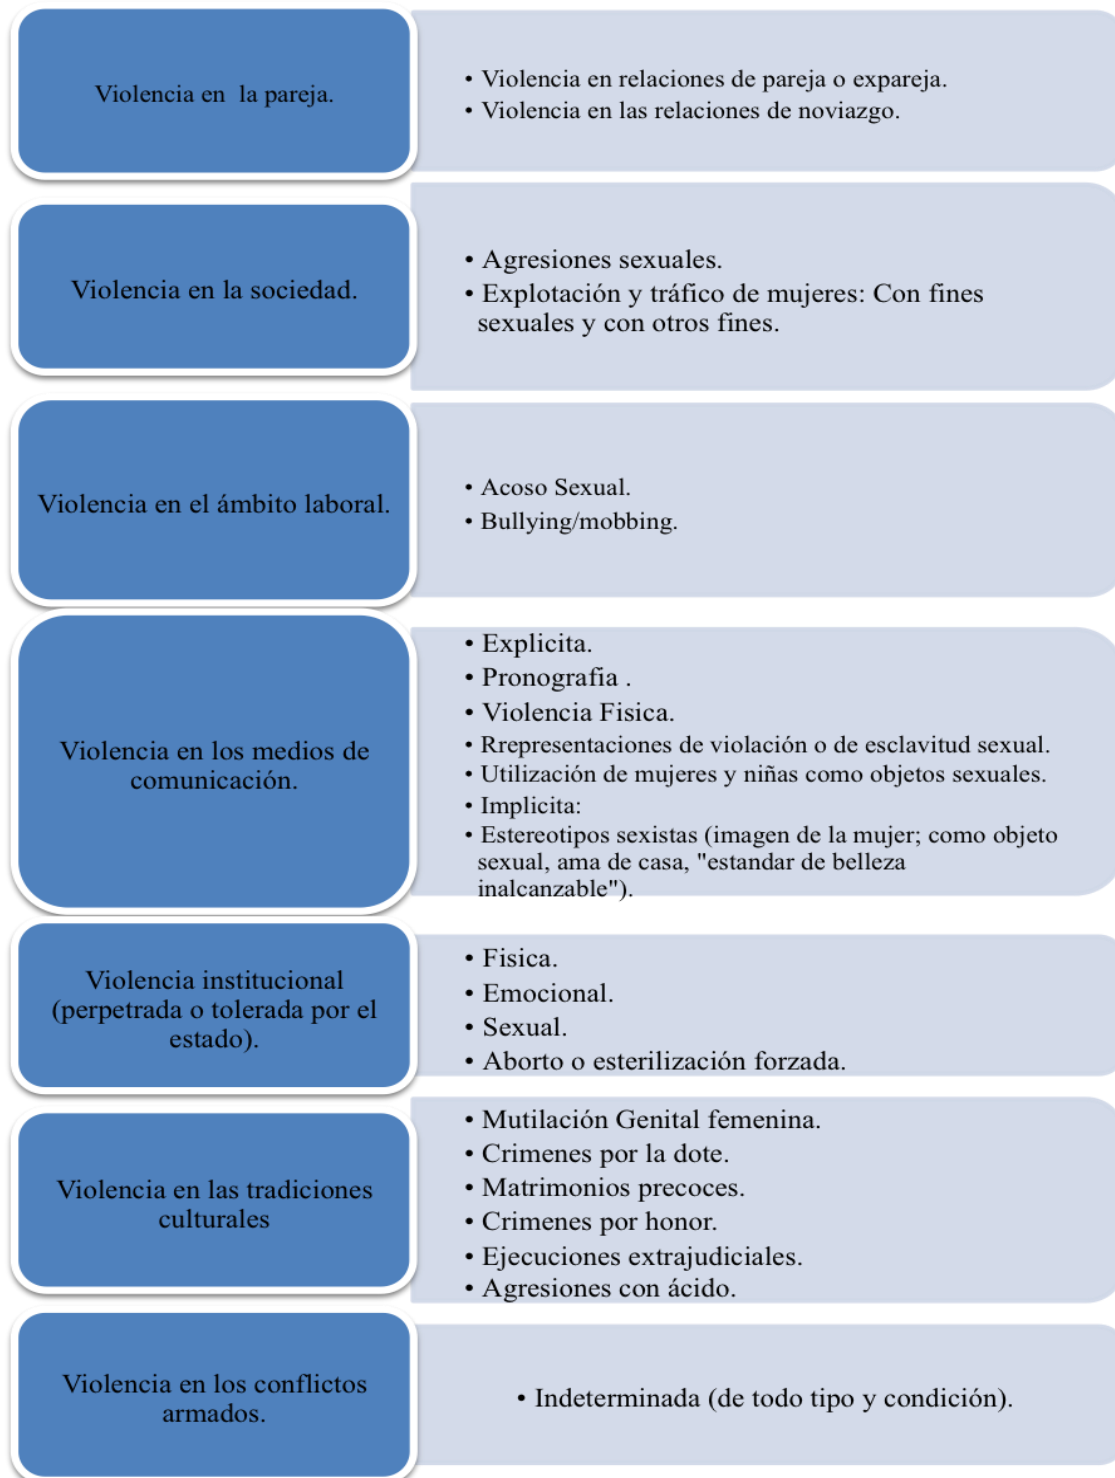 Violencia en la pareja.
• Violencia en relaciones de pareja o expareja.
• Violencia en las relaciones de noviazgo.
Violencia en la sociedad.
• Agresiones sexuales.
• Explotación y tráfico de mujeres: Con fines
sexuales y con otros fines.
Violencia en el ámbito laboral.
• Acoso Sexual.
• Bullying/mobbing.
Violencia en los medios de
comunicación.
• Explicita.
• Pronografia .
• Violencia Fisica.
• Rrepresentaciones de violación o de esclavitud sexual.
• Utilización de mujeres y niñas como objetos sexuales.
• Implicita:
• Estereotipos sexistas (imagen de la mujer; como objeto
sexual, ama de casa, "estandar de belleza
inalcanzable").
Violencia institucional
(perpetrada o tolerada por el
estado).
• Fisica.
• Emocional.
• Sexual.
• Aborto o esterilización forzada.
Violencia en las tradiciones
culturales
• Mutilación Genital femenina.
• Crimenes por la dote.
• Matrimonios precoces.
• Crimenes por honor.
• Ejecuciones extrajudiciales.
• Agresiones con ácido.
Violencia en los conflictos
armados.
• Indeterminada (de todo tipo y condición).